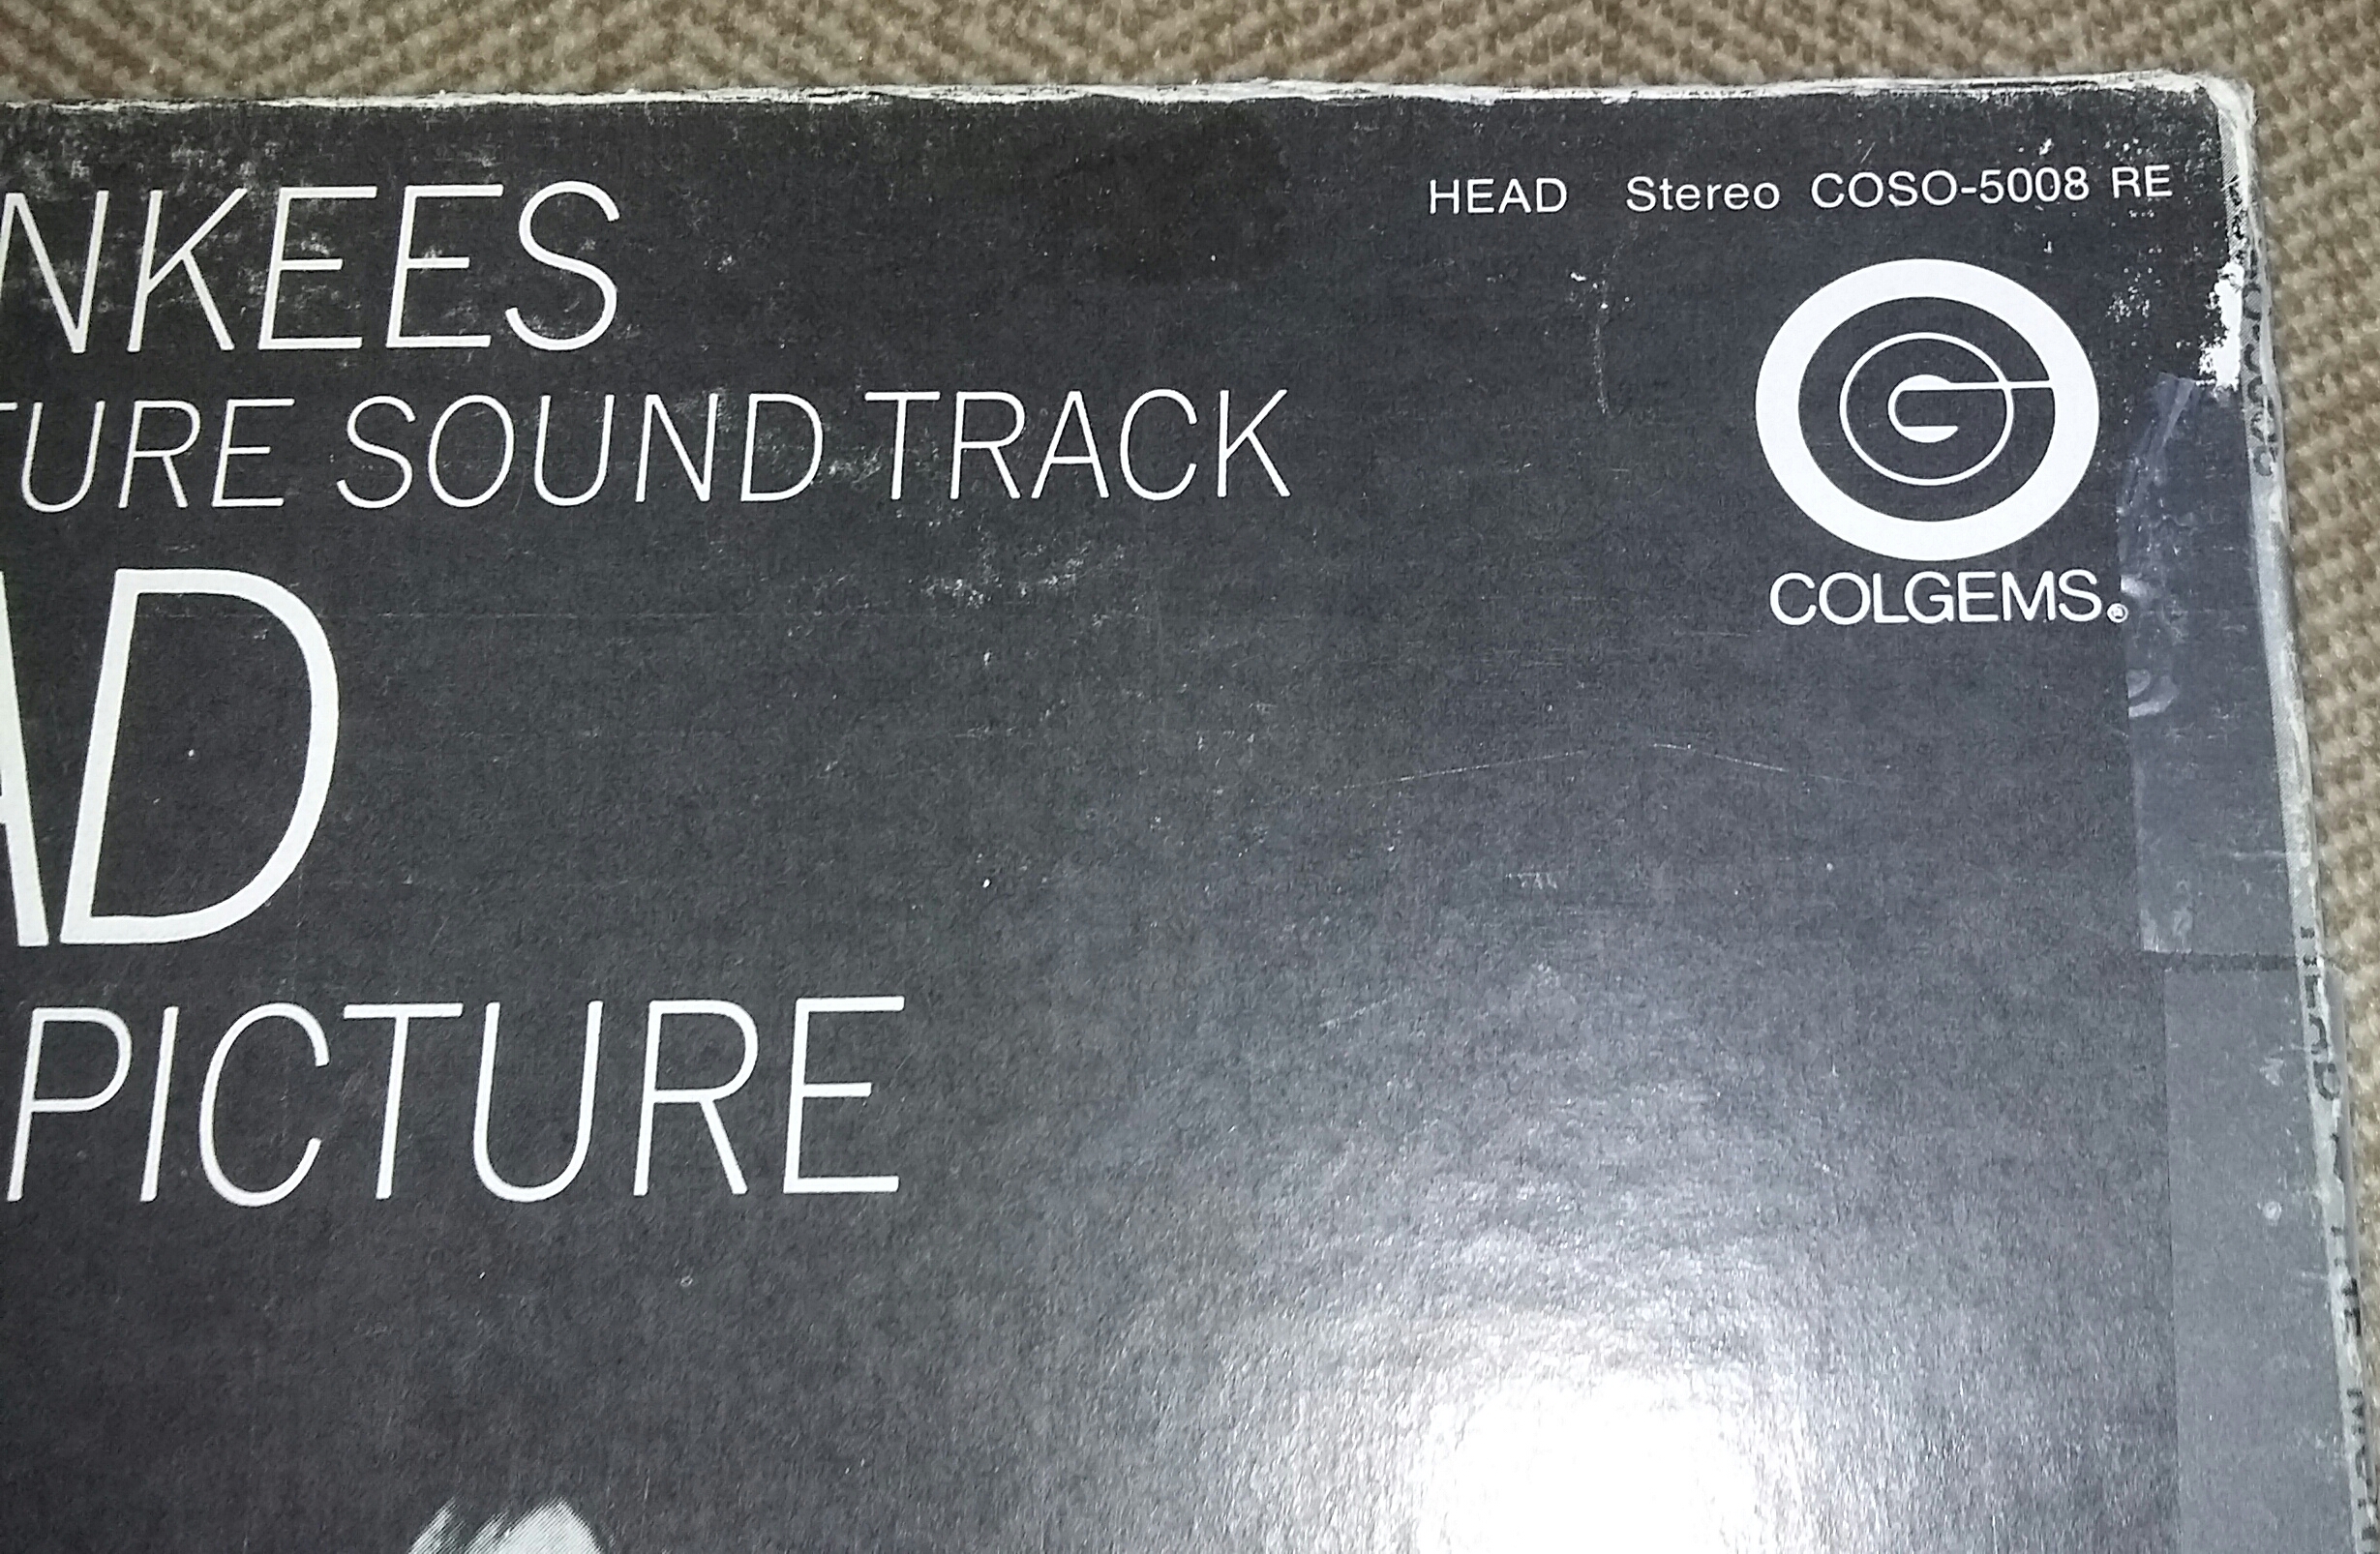 HEAD Stereo COSO-5008 RE
NKEES
TURE SOUND TRACK
COLGEMS®
AD
PICTURE